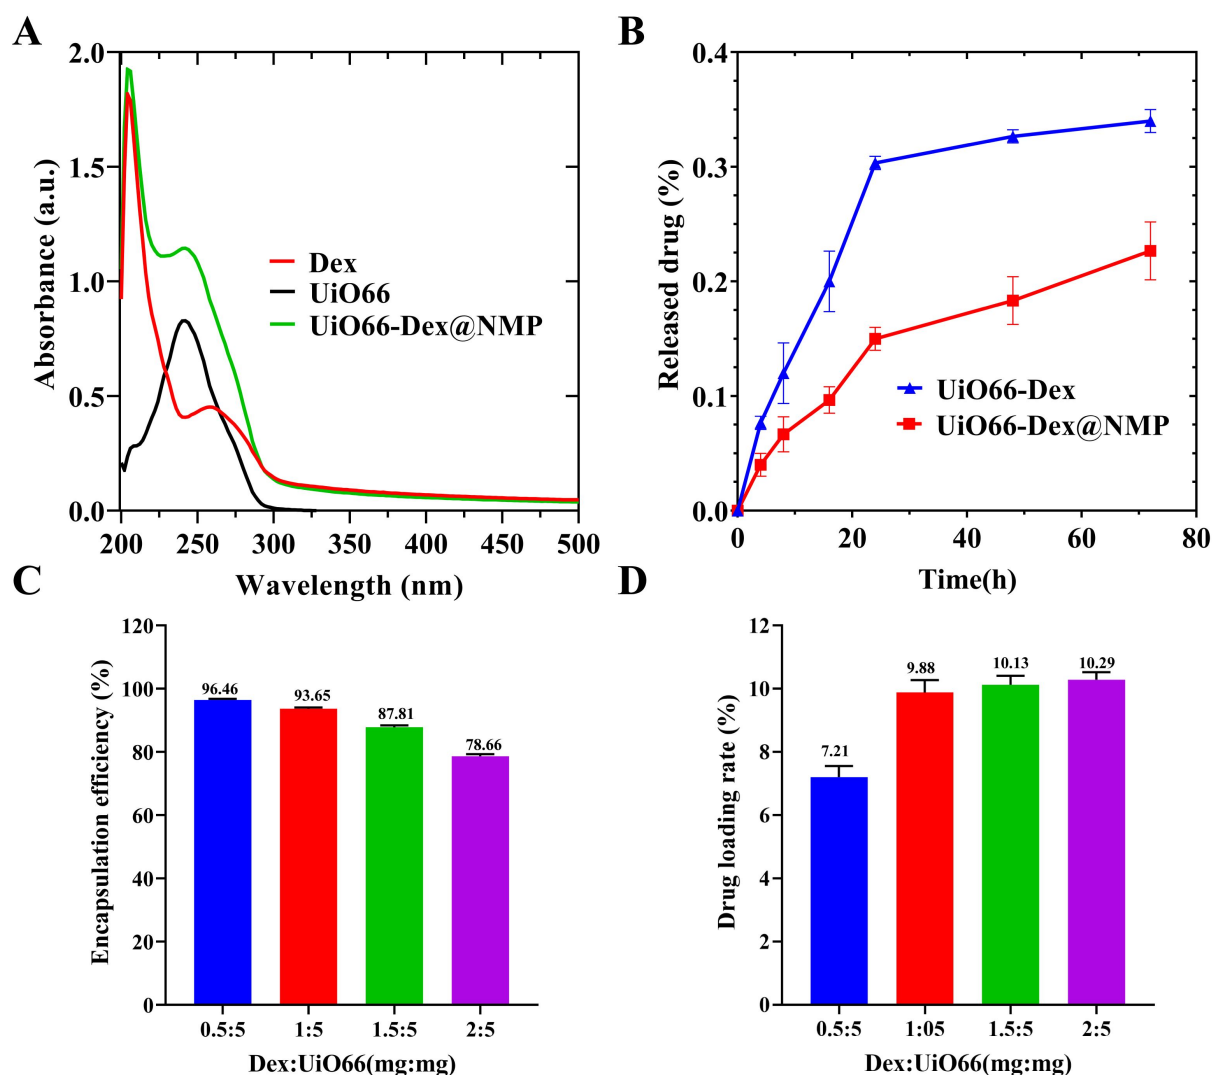 A
2.0
1.5
1.0
0.5
0.0
Absorbance (a.u.)
Dex
UiO66
UiO66-Dex@NMP
200 250 300 350 400 450 500
Wavelength (nm)
B
0.4
0.3
0.2
0.1
0.0
Released drug (%)
UiO66-Dex
UiO66-Dex@NMP
0 20 40 60 80
Time(h)
C
120
100
80
60
40
20
0
Encapsulation efficiency (%)
96.46
93.65
87.81
78.66
0.5:5 1:5 1.5:5 2:5
Dex:UiO66(mg:mg)
D
12
10
8
6
4
2
0
Drug loading rate (%)
7.21
9.88
10.13
10.29
0.5:5 1:05 1.5:5 2:5
Dex:UiO66(mg:mg)